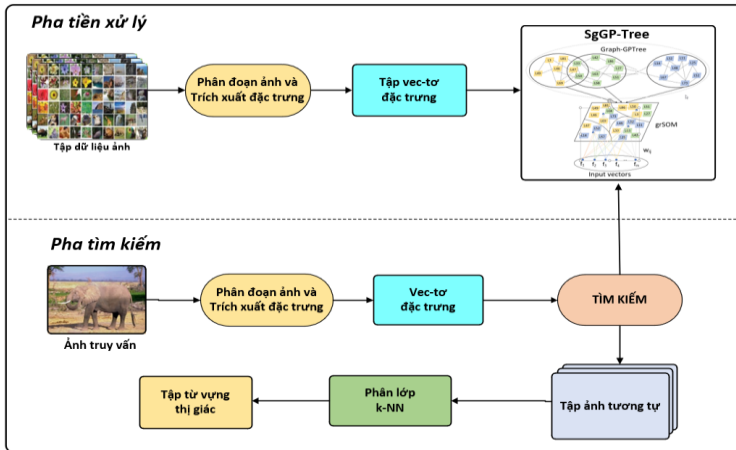 Pha tiền xử lý
SgGP-Tree
Graph-GPTree
Phân đoạn ảnh và
Trích xuất đặc trưng
Tập vec-tơ
đặc trưng
grSOM
Tập dữ liệu ảnh
Input vectors
Pha tìm kiếm
Phân đoạn ảnh và
Trích xuất đặc trưng
Vec-tơ
đặc trưng
TÌM KIẾM
Ảnh truy vấn
Tập từ vựng
thị giác
Phân lớp
k-NN
Tập ảnh tương tự